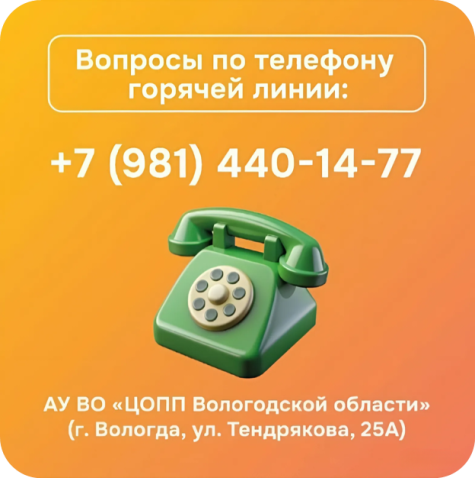 Вопросы по телефону
горячей линии:
+7 (981) 440-14-77
АУ ВО «ЦОПП Вологодской области»
(г. Вологда, ул. Тендрякова, 25А)